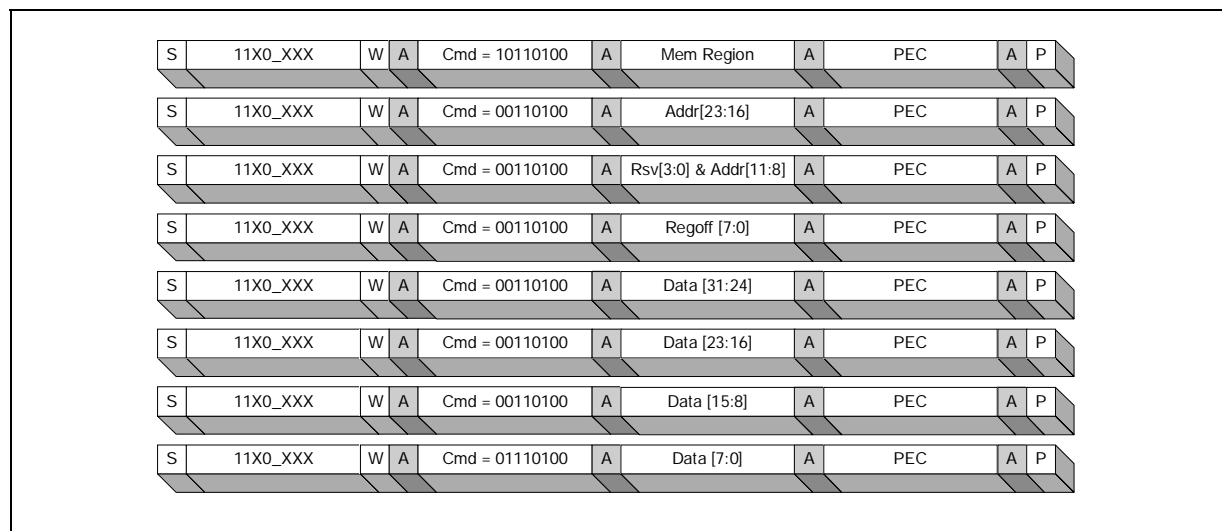 S 11X0_XXX W A Cmd = 10110100 A Mem Region A PEC A P
S 11X0_XXX W A Cmd = 00110100 A Addr[23:16] A PEC A P
S 11X0_XXX W A Cmd = 00110100 A Rsv[3:0] & Addr[11:8] A PEC A P
S 11X0_XXX W A Cmd = 00110100 A Regoff [7:0] A PEC A P
S 11X0_XXX W A Cmd = 00110100 A Data [31:24] A PEC A P
S 11X0_XXX W A Cmd = 00110100 A Data [23:16] A PEC A P
S 11X0_XXX W A Cmd = 00110100 A Data [15:8] A PEC A P
S 11X0_XXX W A Cmd = 01110100 A Data [7:0] A PEC A P